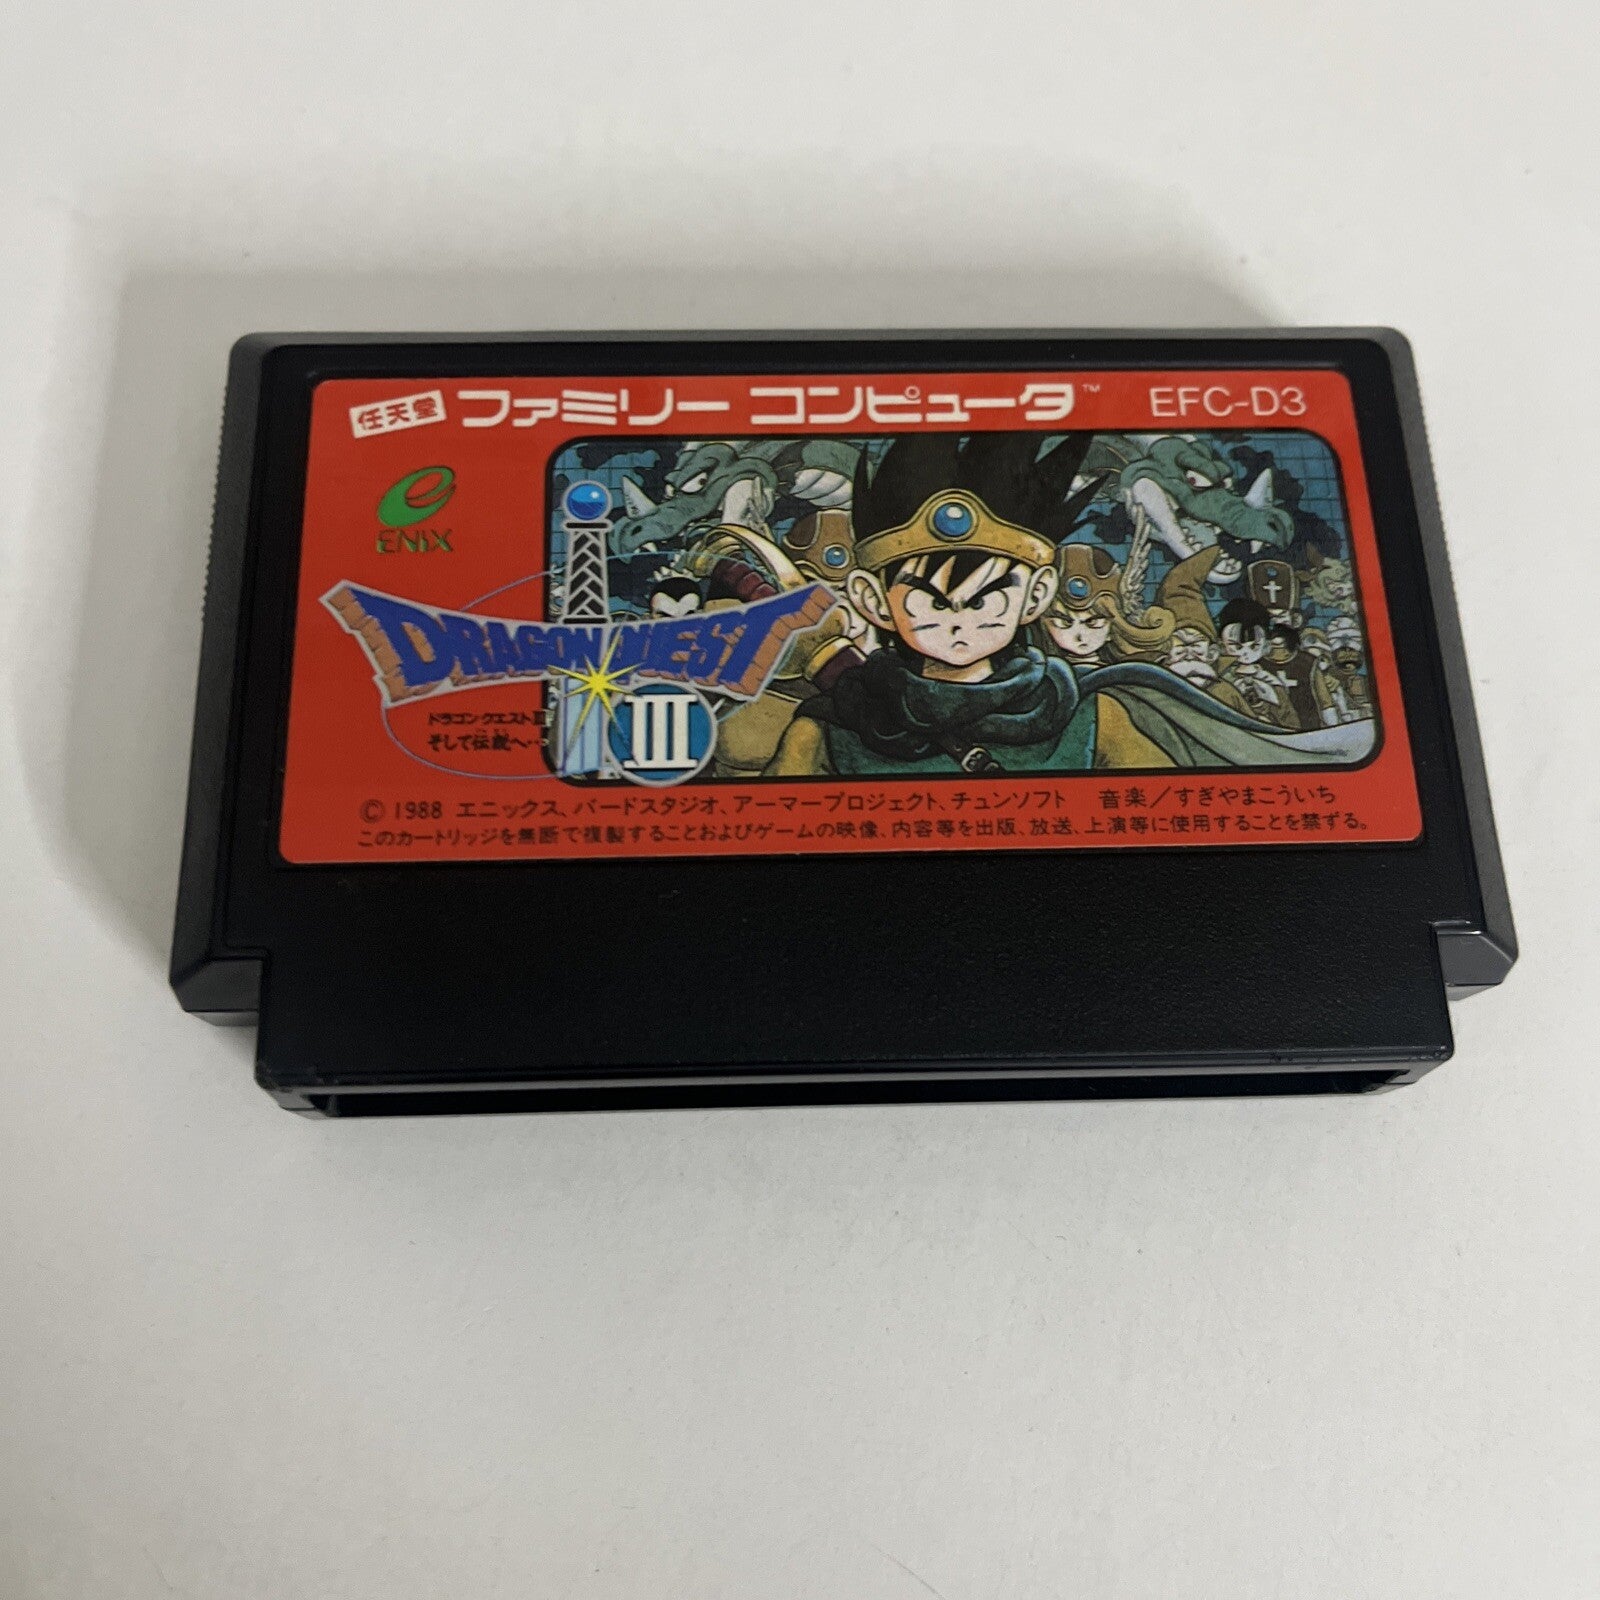 任天堂 ファミリー コンピュータ™ EFC-D3
ENIX
DRAGON QUEST
III
ドラゴンクエストIII
そして伝説へ…
© 1988 エニックス、バードスタジオ、アーマープロジェクト、チュンソフト 音楽／すぎやまこういち
このカートリッジを無断で複製することおよびゲームの映像、内容等を出版、放送、上演等に使用することを禁ずる。